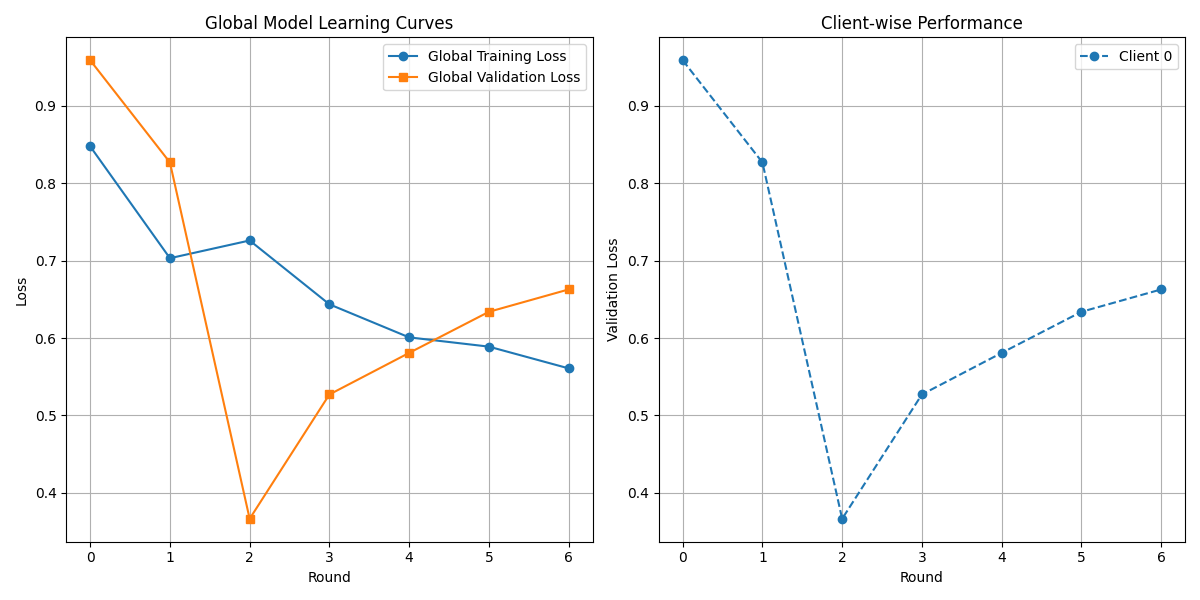 Global Model Learning Curves
Global Training Loss
Global Validation Loss
Loss
0.9
0.8
0.7
0.6
0.5
0.4
0 1 2 3 4 5 6
Round
Client-wise Performance
Client 0
Validation Loss
0.9
0.8
0.7
0.6
0.5
0.4
0 1 2 3 4 5 6
Round